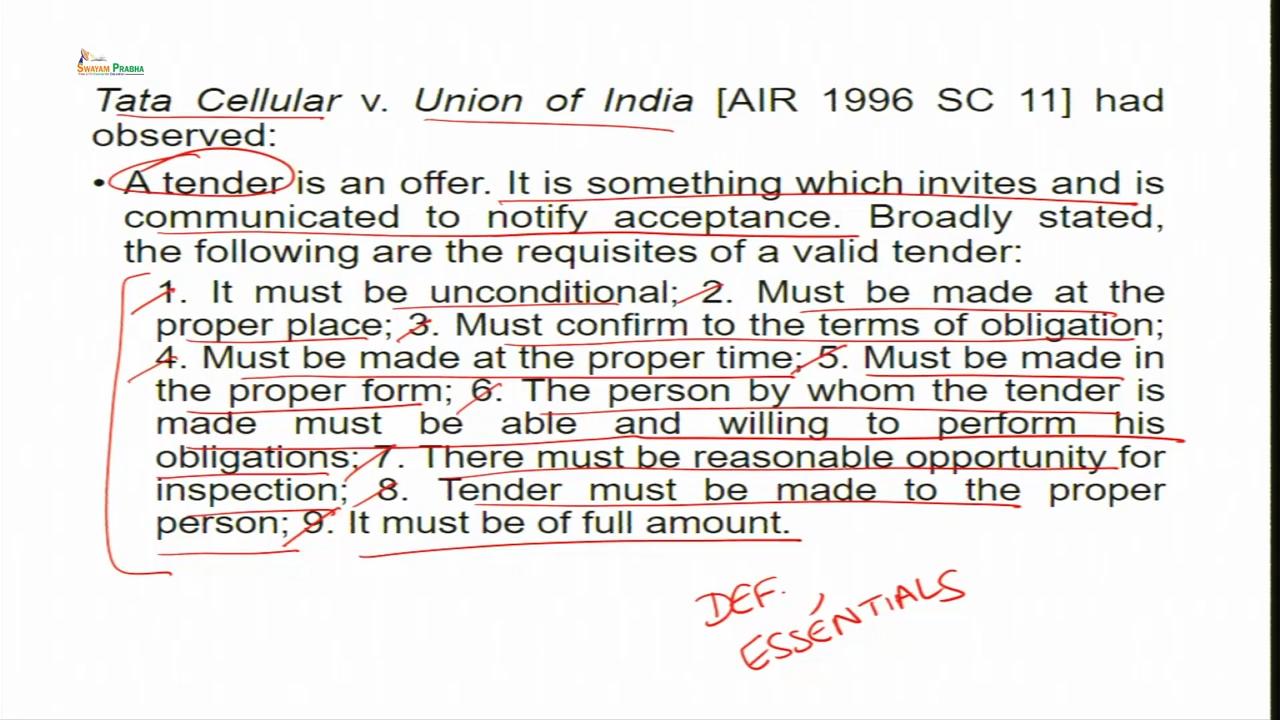 SWAYAM PRABHA
Tata Cellular v. Union of India [AIR 1996 SC 11] had
observed:
• A tender is an offer. It is something which invites and is
communicated to notify acceptance. Broadly stated,
the following are the requisites of a valid tender:
1. It must be unconditional; 2. Must be made at the
proper place; 3. Must confirm to the terms of obligation;
4. Must be made at the proper time; 5. Must be made in
the proper form; 6. The person by whom the tender is
made must be able and willing to perform his
obligations; 7. There must be reasonable opportunity for
inspection; 8. Tender must be made to the proper
person; 9. It must be of full amount.
DEF.
ESSENTIALS